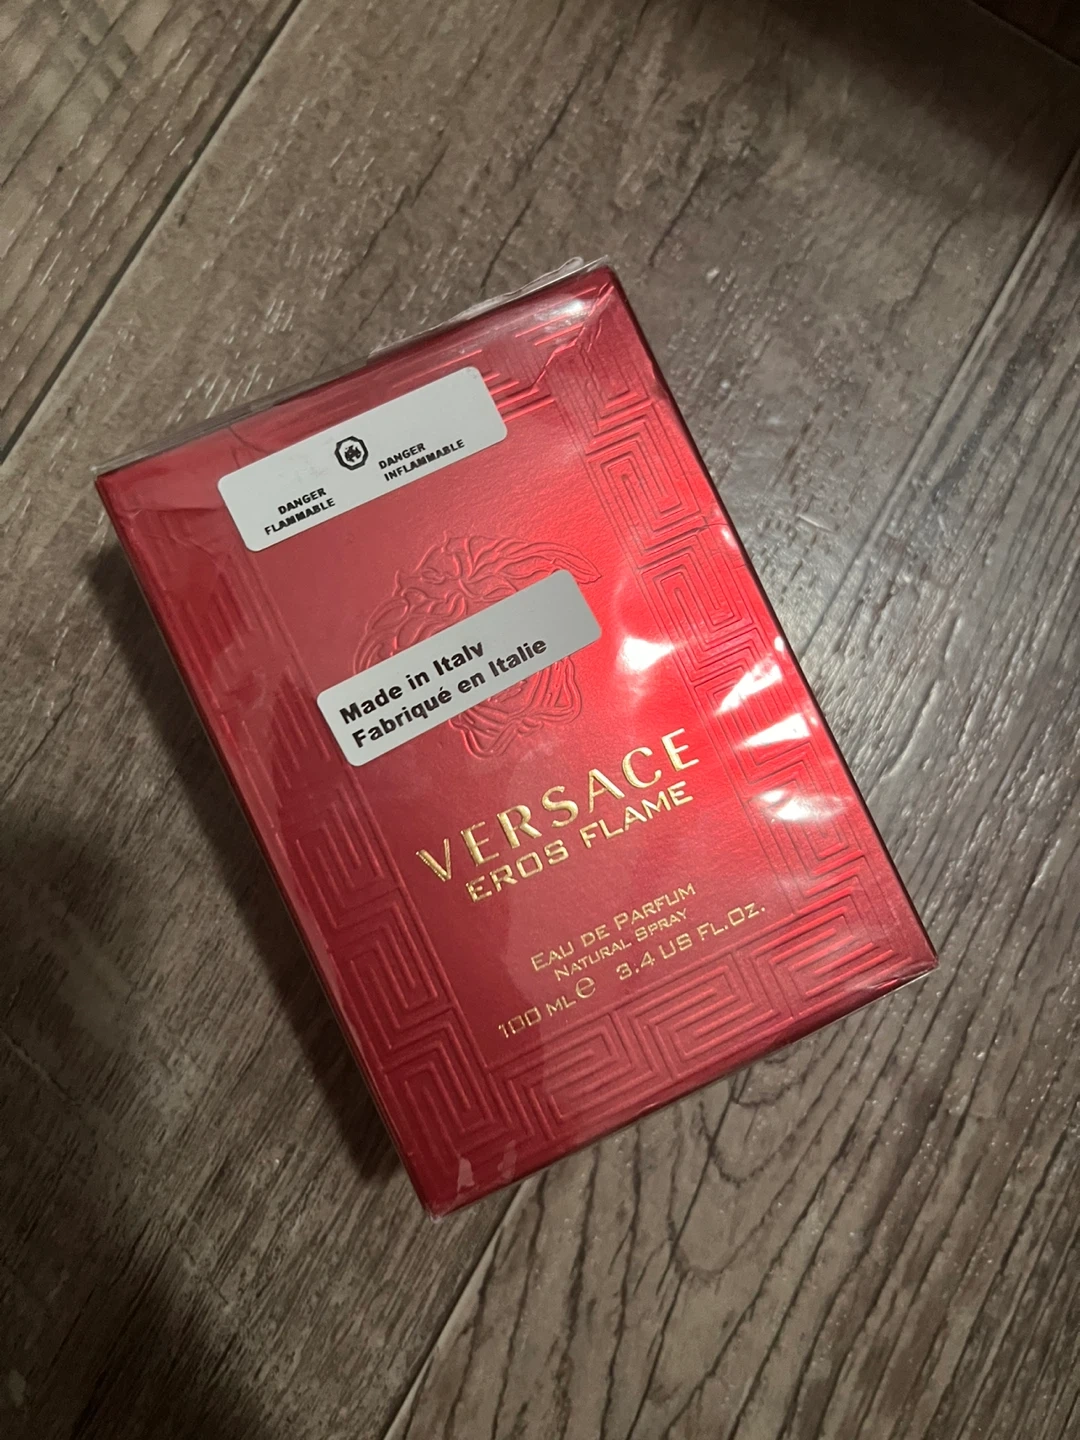 DANGER
FLAMMABLE
DANGER
INFLAMMABLE
Made in Italy
Fabriqué en Italie
VERSACE
EROS FLAME
EAU DE PARFUM
NATURAL SPRAY
100 ML e 3.4 US FL.OZ.